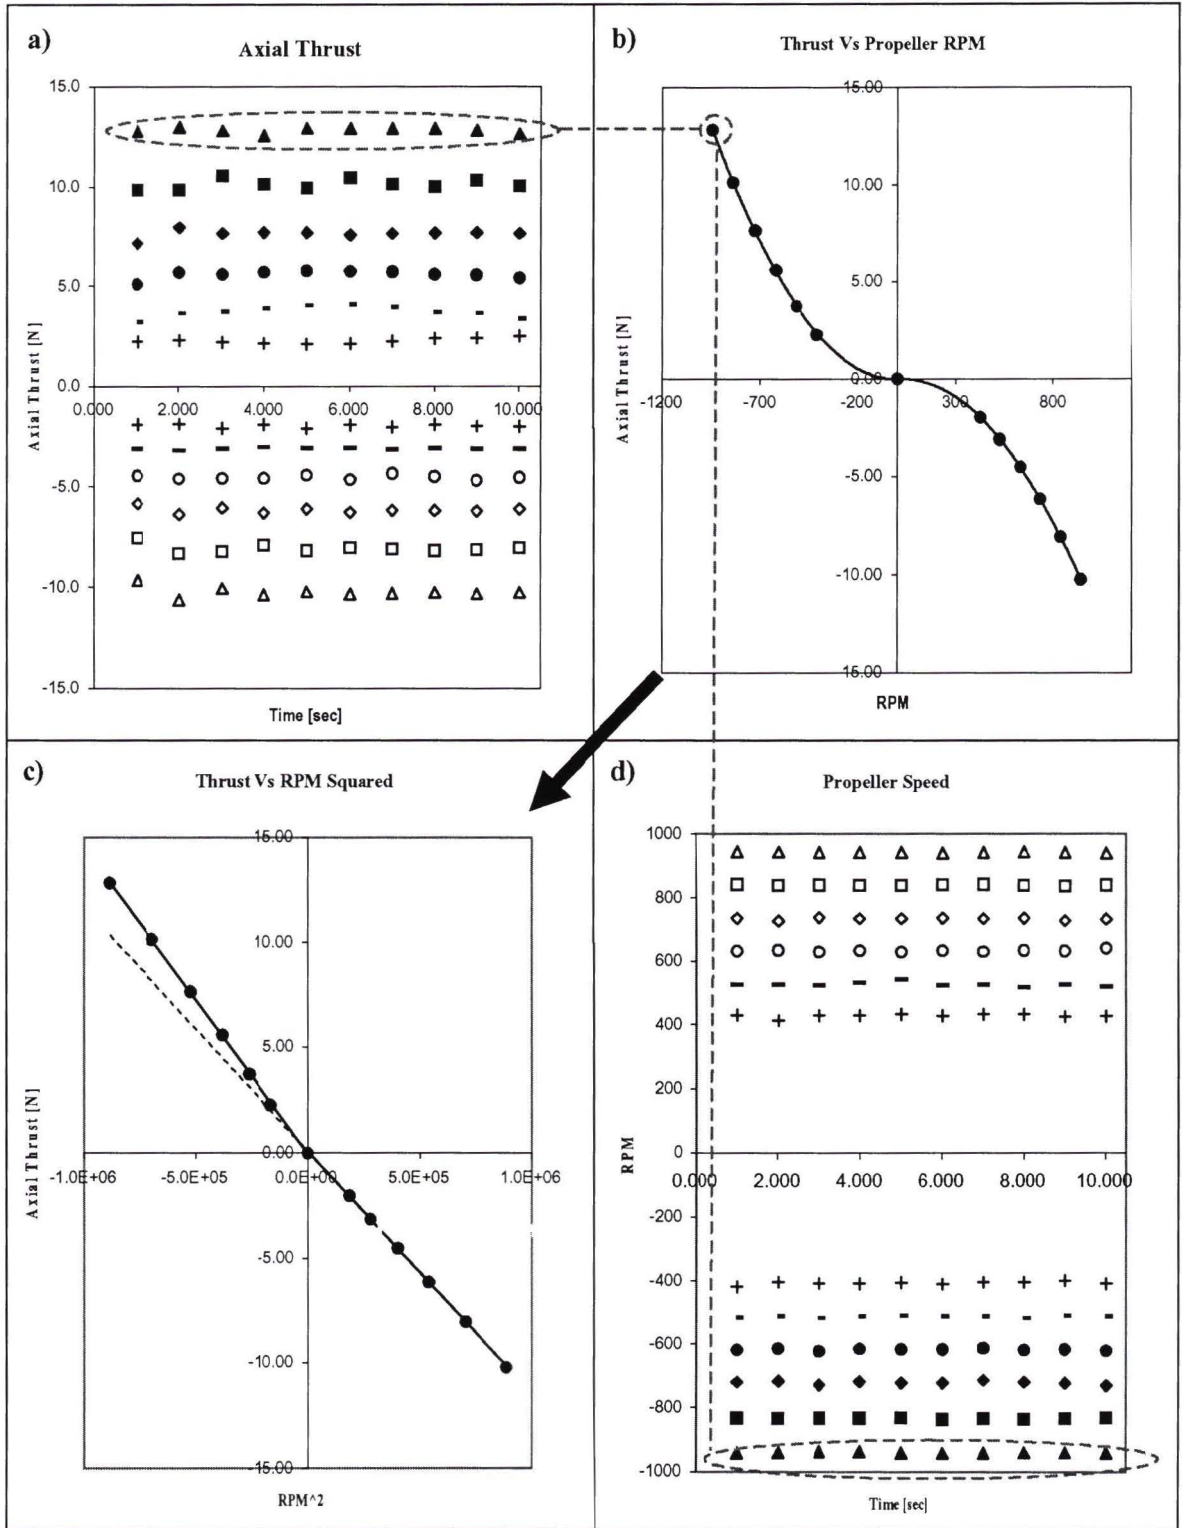 a)
Axial Thrust
15.0
10.0
5.0
0.0
-5.0
-10.0
-15.0
0.000 2.000 4.000 6.000 8.000 10.000
Axial Thrust [N]
Time [sec]
b)
Thrust Vs Propeller RPM
15.00
10.00
5.00
0.00
-5.00
-10.00
15.00
-1200 -700 -200 300 800
Axial Thrust [N]
RPM
c)
Thrust Vs RPM Squared
15.00
10.00
5.00
0.00
-5.00
-10.00
-15.00
-1.0E+06 -5.0E+05 0.0E+00 5.0E+05 1.0E+06
Axial Thrust [N]
RPM^2
d)
Propeller Speed
1000
800
600
400
200
0
-200
-400
-600
-800
-1000
0.000 2.000 4.000 6.000 8.000 10.000
RPM
Time [sec]